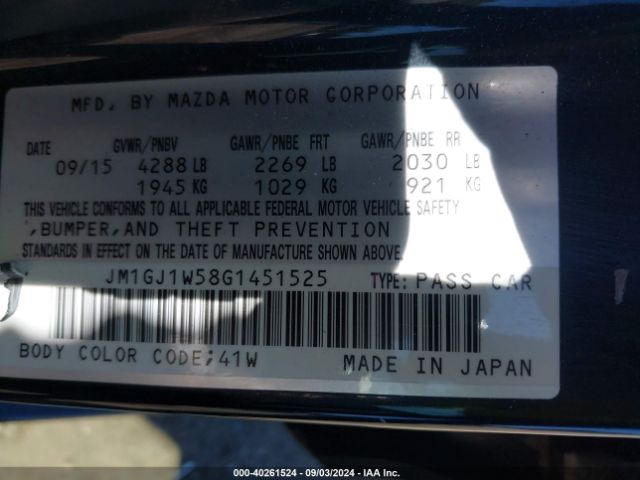 MFD. BY MAZDA MOTOR CORPORATION
DATE GVWR/PNBV GAWR/PNBE FRT GAWR/PNBE RR
09/15 4288 LB 2269 LB 2030 LB
1945 KG 1029 KG 921 KG
THIS VEHICLE CONFORMS TO ALL APPLICABLE FEDERAL MOTOR VEHICLE SAFETY
,BUMPER,AND THEFT PREVENTION
STANDARDS IN EFFECT ON THE DATE OF MANUFACTURE SHOWN ABOVE.
JM1GJ1W58G1451525 TYPE: PASS CAR
BODY COLOR CODE;41W MADE IN JAPAN
000-40261524 - 09/03/2024 - IAA Inc.